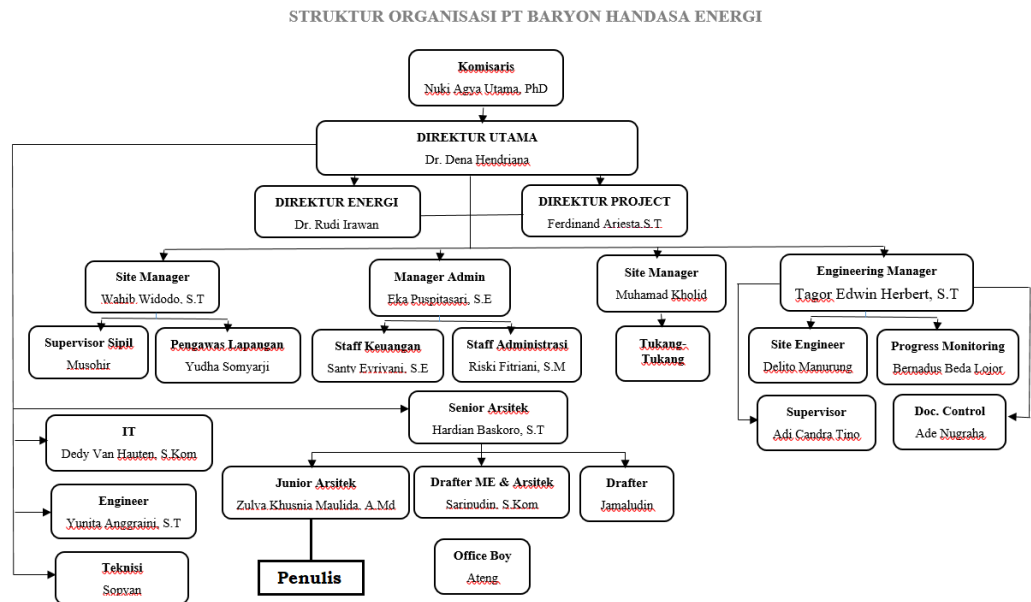 STRUKTUR ORGANISASI PT BARYON HANDASA ENERGI
Komisaris
Nuki Agya Utama, PhD
DIREKTUR UTAMA
Dr. Dena Hendriana
DIREKTUR ENERGI
Dr. Rudi Irawan
DIREKTUR PROJECT
Ferdinand Ariesta.S.T.
Site Manager
Wahib Widodo, S.T
Manager Admin
Eka Puspitasari, S.E
Site Manager
Muhamad Kholid
Engineering Manager
Tagor Edwin Herbert, S.T
Supervisor Sipil
Musohir
Pengawas Lapangan
Yudha Somyarji
Staff Keuangan
Santy Evriyani, S.E
Staff Administrasi
Riski Fitriani, S.M
Tukang-
Tukang
Site Engineer
Delito Manurung
Progress Monitoring
Bernadus Beda Lojor
Supervisor
Adi Candra Tino
Doc. Control
Ade Nugraha
Senior Arsitek
Hardian Baskoro, S.T
IT
Dedy Van Hauten, S.Kom
Engineer
Yunita Anggraini, S.T
Teknisi
Sopyan
Junior Arsitek
Zulva Khusnia Maulida. A.Md
Drafter ME & Arsitek
Saripudin, S.Kom
Drafter
Jamaludin
Penulis
Office Boy
Ateng